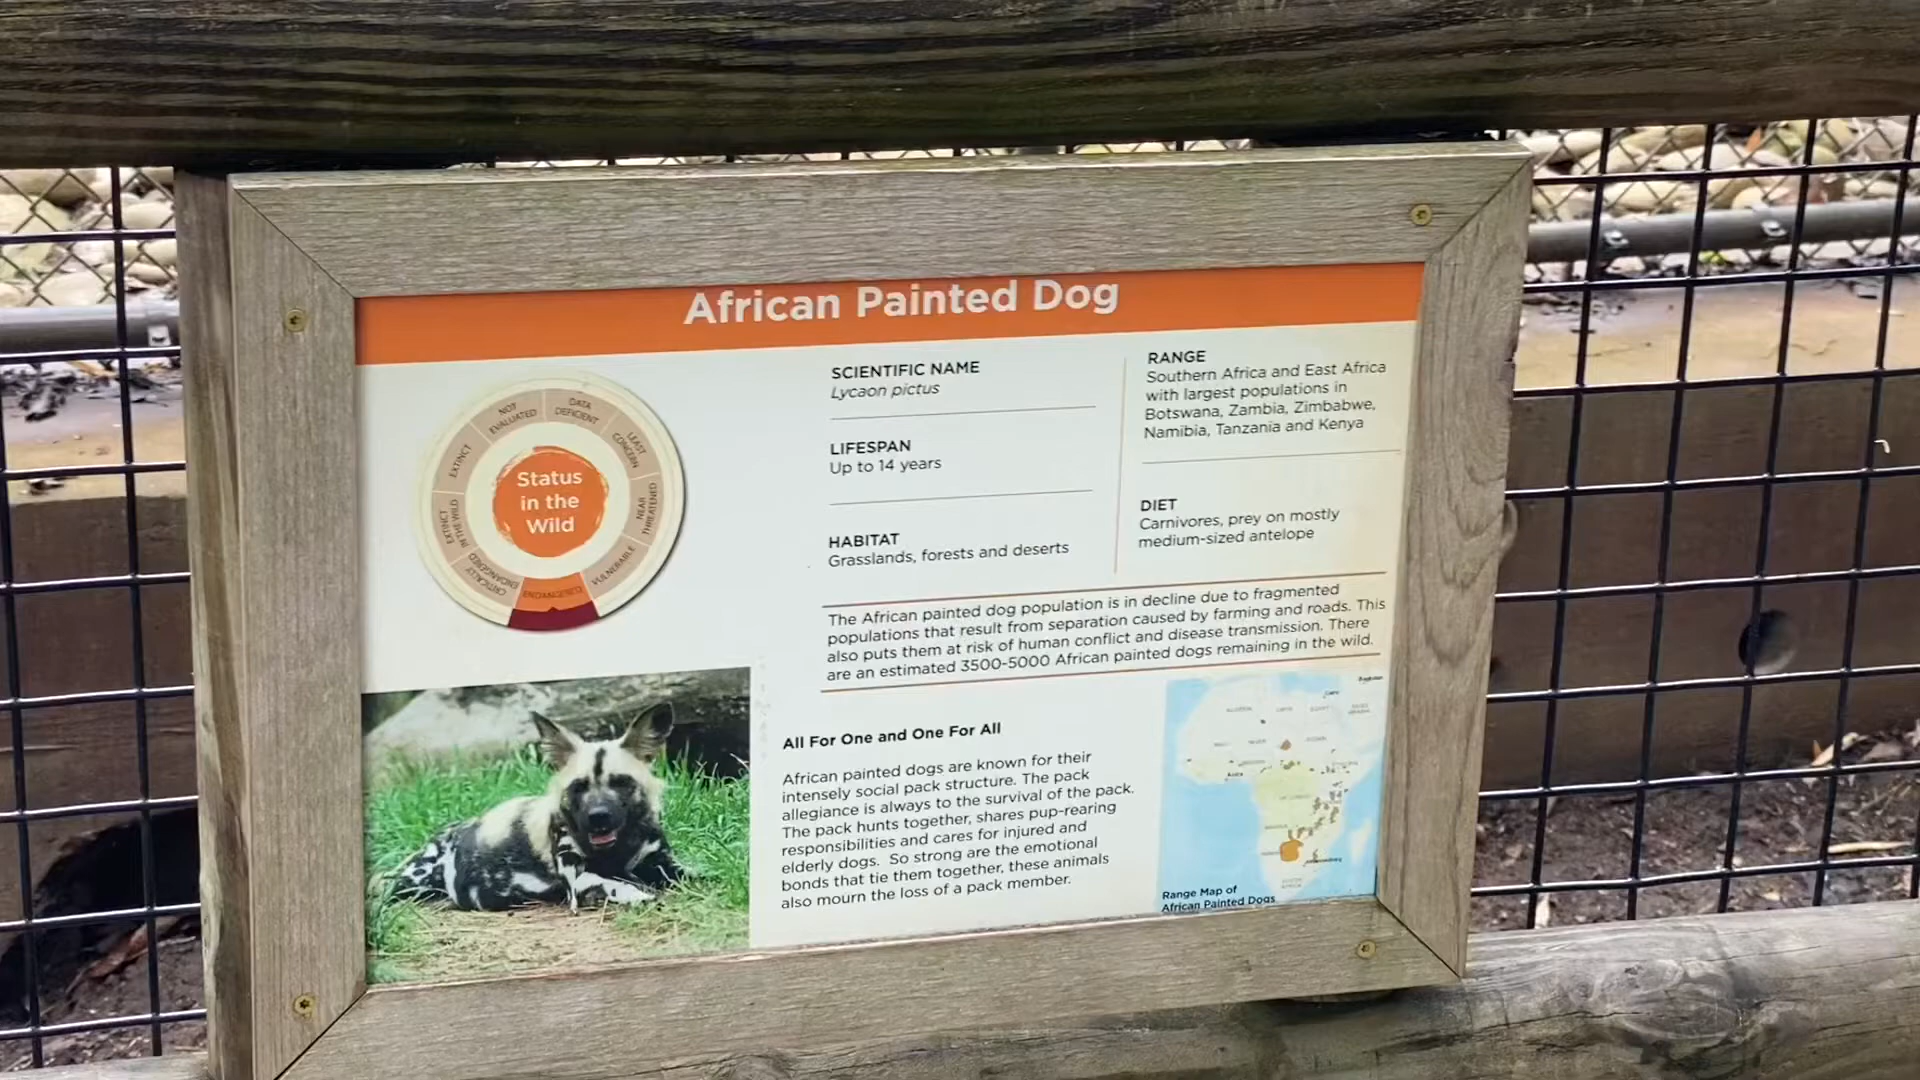 African Painted Dog
NOT
EVALUATED
DATA
DEFICIENT
LEAST
CONCERN
NEAR
THREATENED
VULNERABLE
ENDANGERED
CRITICALLY
ENDANGERED
EXTINCT
IN THE WILD
EXTINCT
Status
in the
Wild
SCIENTIFIC NAME
Lycaon pictus
LIFESPAN
Up to 14 years
HABITAT
Grasslands, forests and deserts
RANGE
Southern Africa and East Africa
with largest populations in
Botswana, Zambia, Zimbabwe,
Namibia, Tanzania and Kenya
DIET
Carnivores, prey on mostly
medium-sized antelope
The African painted dog population is in decline due to fragmented
populations that result from separation caused by farming and roads. This
also puts them at risk of human conflict and disease transmission. There
are an estimated 3500-5000 African painted dogs remaining in the wild.
All For One and One For All
African painted dogs are known for their
intensely social pack structure. The pack
allegiance is always to the survival of the pack.
The pack hunts together, shares pup-rearing
responsibilities and cares for injured and
elderly dogs. So strong are the emotional
bonds that tie them together, these animals
also mourn the loss of a pack member.
Range Map of
African Painted Dogs